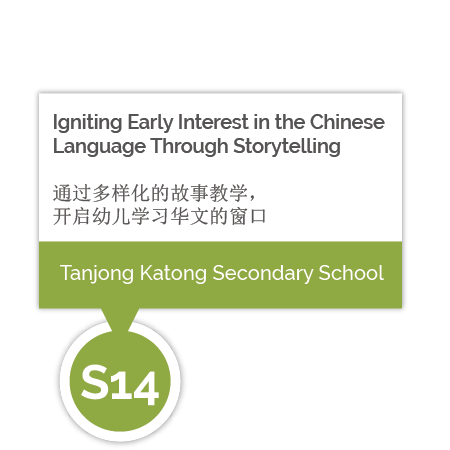 Igniting Early Interest in the Chinese
Language Through Storytelling
通过多样化的故事教学，
开启幼儿学习华文的窗口
Tanjong Katong Secondary School
S14